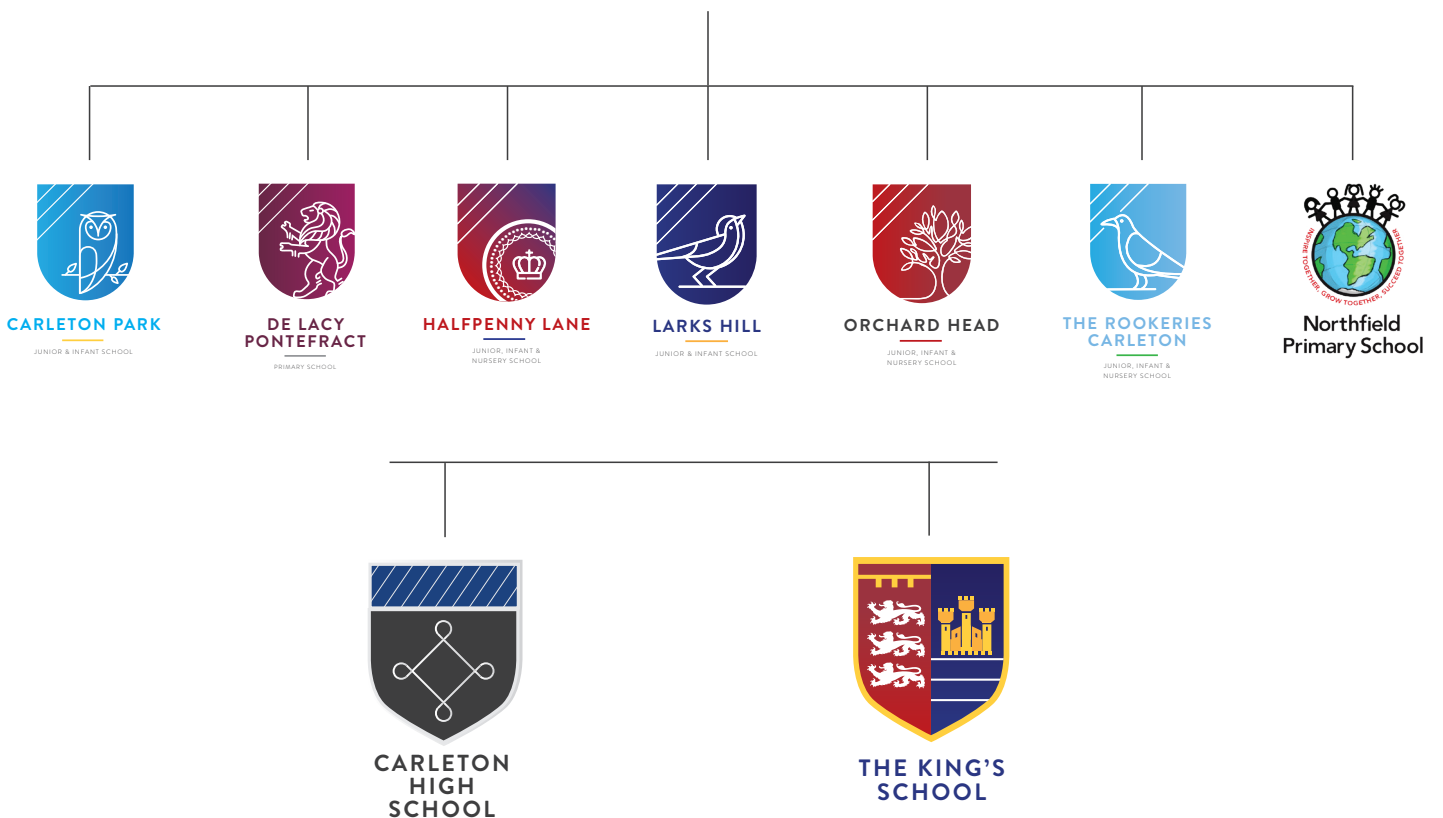 CARLETON PARK
JUNIOR & INFANT SCHOOL
DE LACY
PONTEFRACT
PRIMARY SCHOOL
HALFPENNY LANE
JUNIOR, INFANT &
NURSERY SCHOOL
LARKS HILL
JUNIOR & INFANT SCHOOL
ORCHARD HEAD
JUNIOR, INFANT &
NURSERY SCHOOL
THE ROOKERIES
CARLETON
JUNIOR, INFANT &
NURSERY SCHOOL
INSPIRE TOGETHER, GROW TOGETHER, SUCCEED TOGETHER
Northfield
Primary School
CARLETON
HIGH
SCHOOL
THE KING’S
SCHOOL